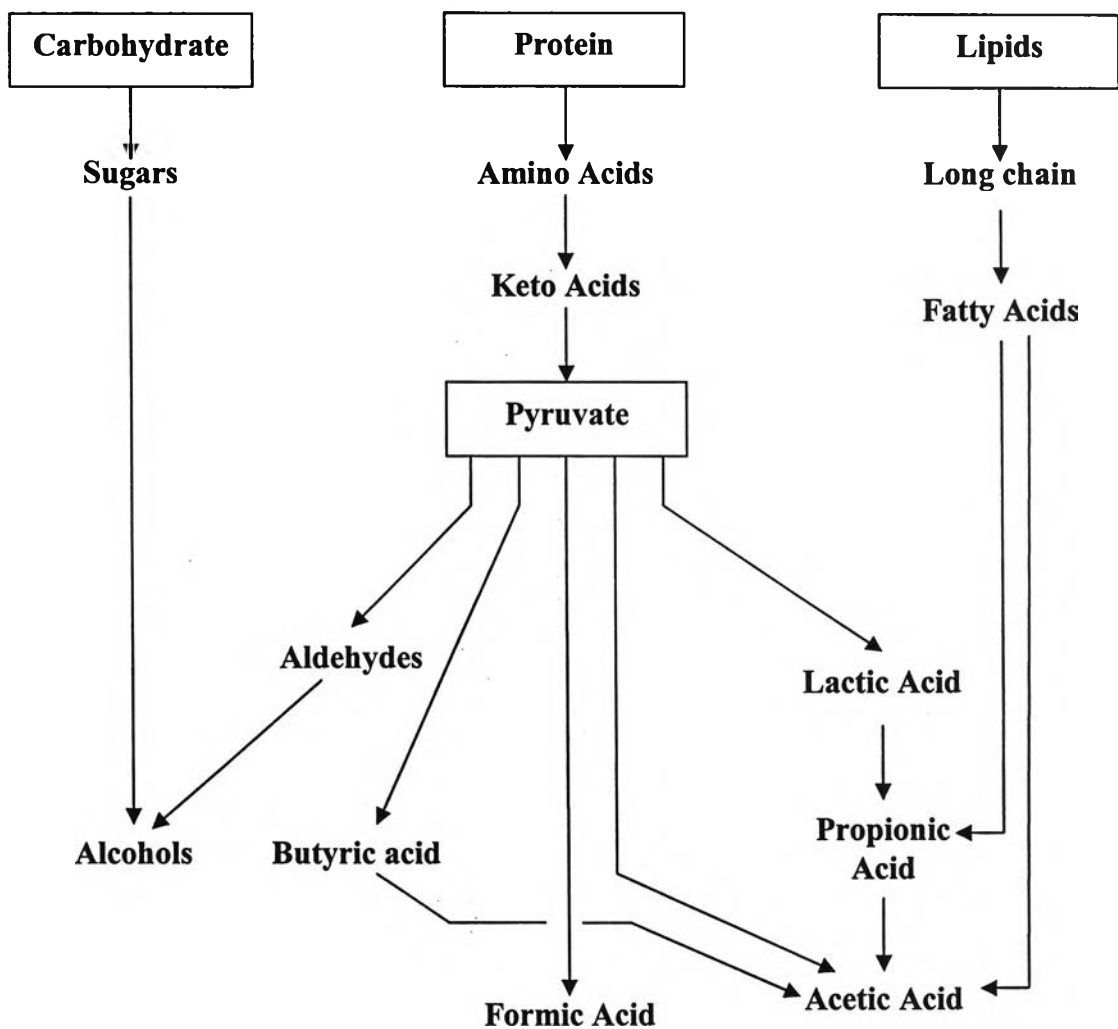 Carbohydrate
Protein
Lipids
Sugars
Amino Acids
Long chain
Keto Acids
Fatty Acids
Pyruvate
Aldehydes
Lactic Acid
Alcohols
Butyric acid
Propionic
Acid
Formic Acid
Acetic Acid